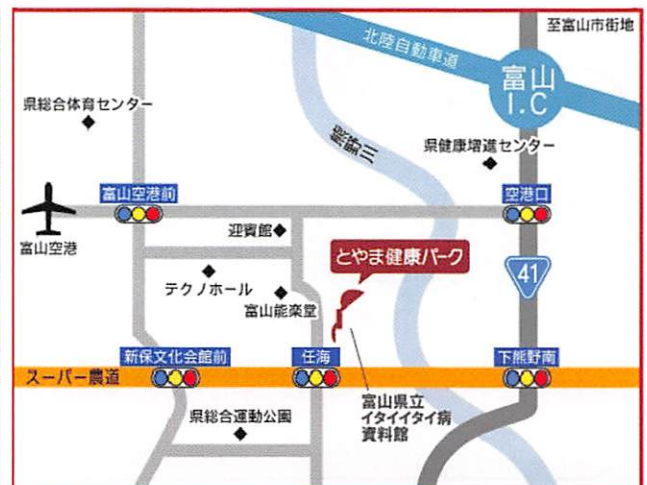 至富山市街地
北陸自動車道
富山
I.C
県総合体育センター
熊野川
県健康増進センター
富山空港前
空港口
富山空港
迎賓館
とやま健康パーク
テクノホール
富山能楽堂
41
新保文化会館前
任海
下熊野南
スーパー農道
富山県立
イタイイタイ病
資料館
県総合運動公園